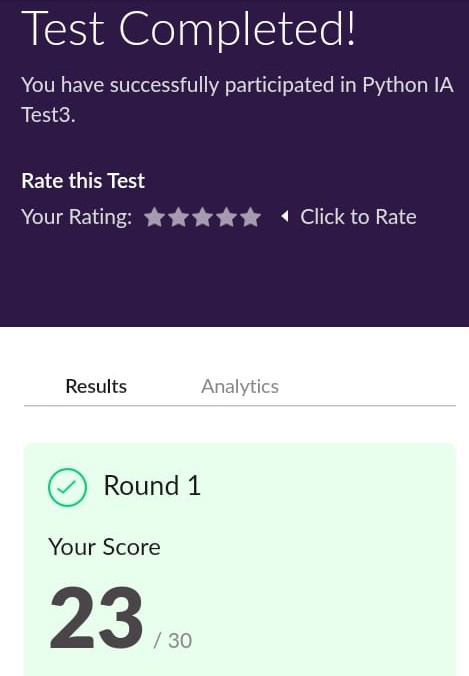 Test Completed!
You have successfully participated in Python IA
Test3.
Rate this Test
Your Rating:
Click to Rate
Results
Analytics
Round 1
Your Score
23 / 30